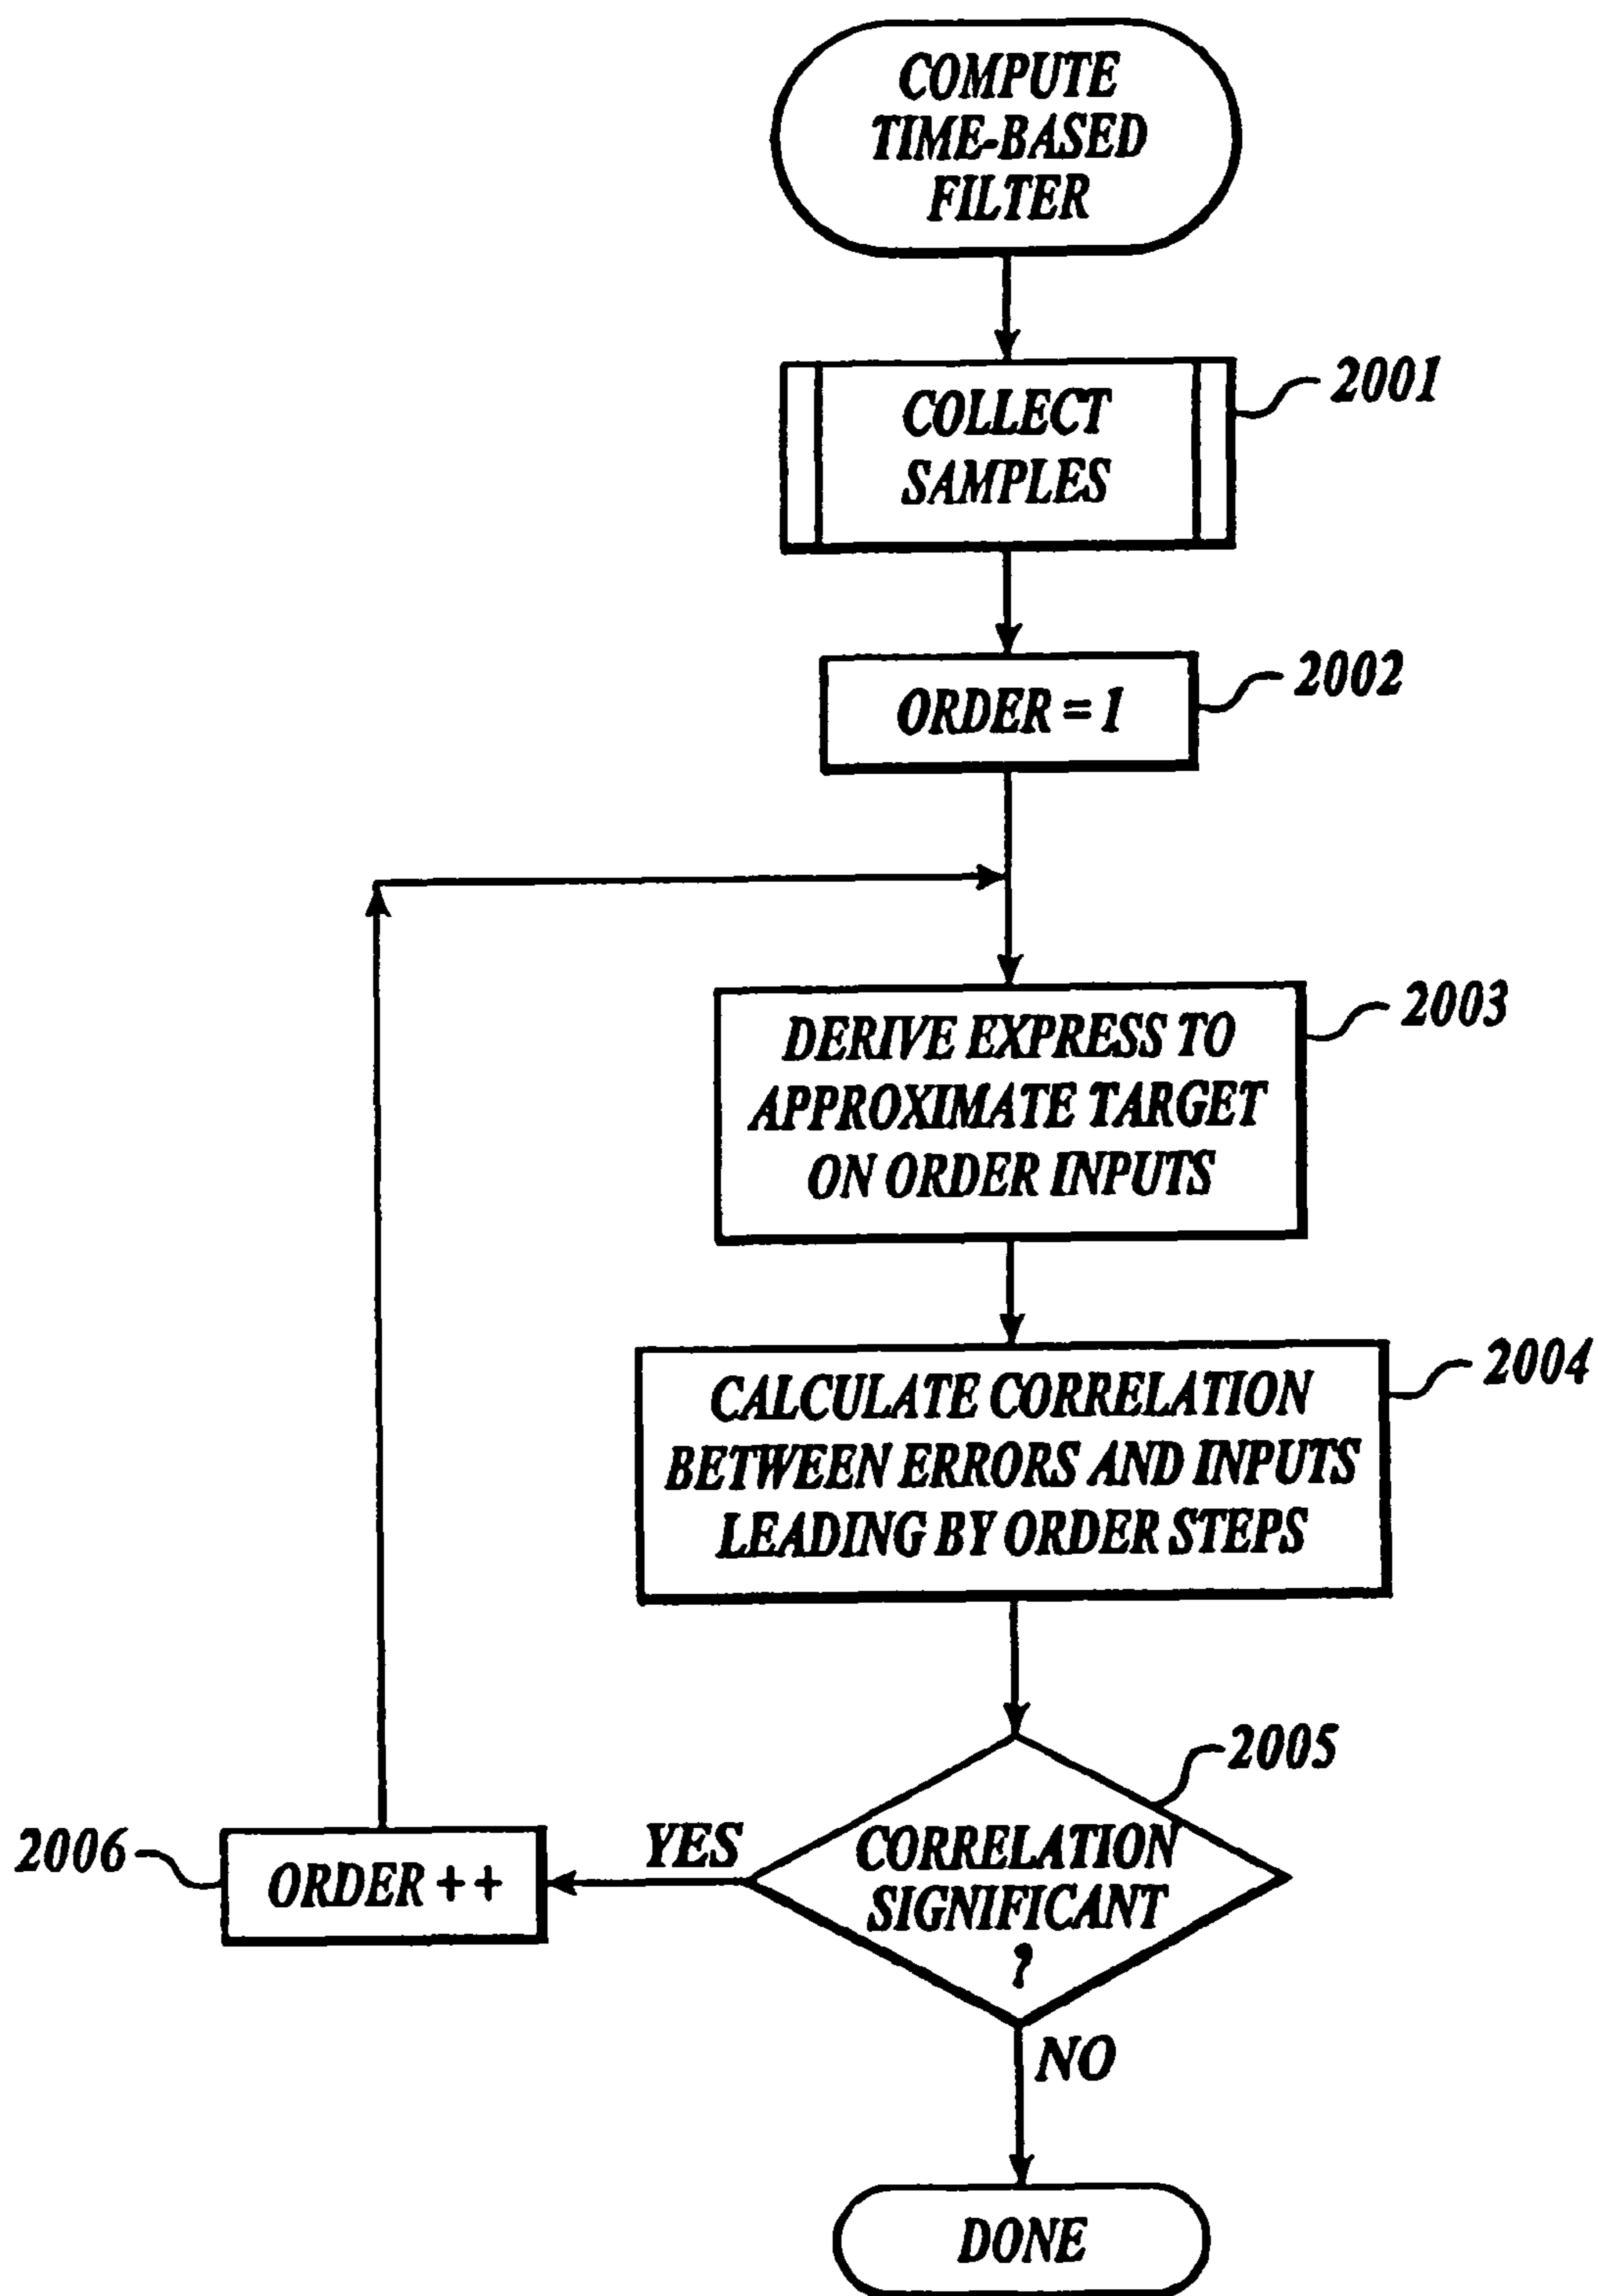 COMPUTE
TIME-BASED
FILTER
COLLECT
SAMPLES
2001
ORDER = 1
2002
DERIVE EXPRESS TO
APPROXIMATE TARGET
ON ORDER INPUTS
2003
CALCULATE CORRELATION
BETWEEN ERRORS AND INPUTS
LEADING BY ORDER STEPS
2004
2005
CORRELATION
SIGNIFICANT
?
YES
2006
ORDER ++
NO
DONE